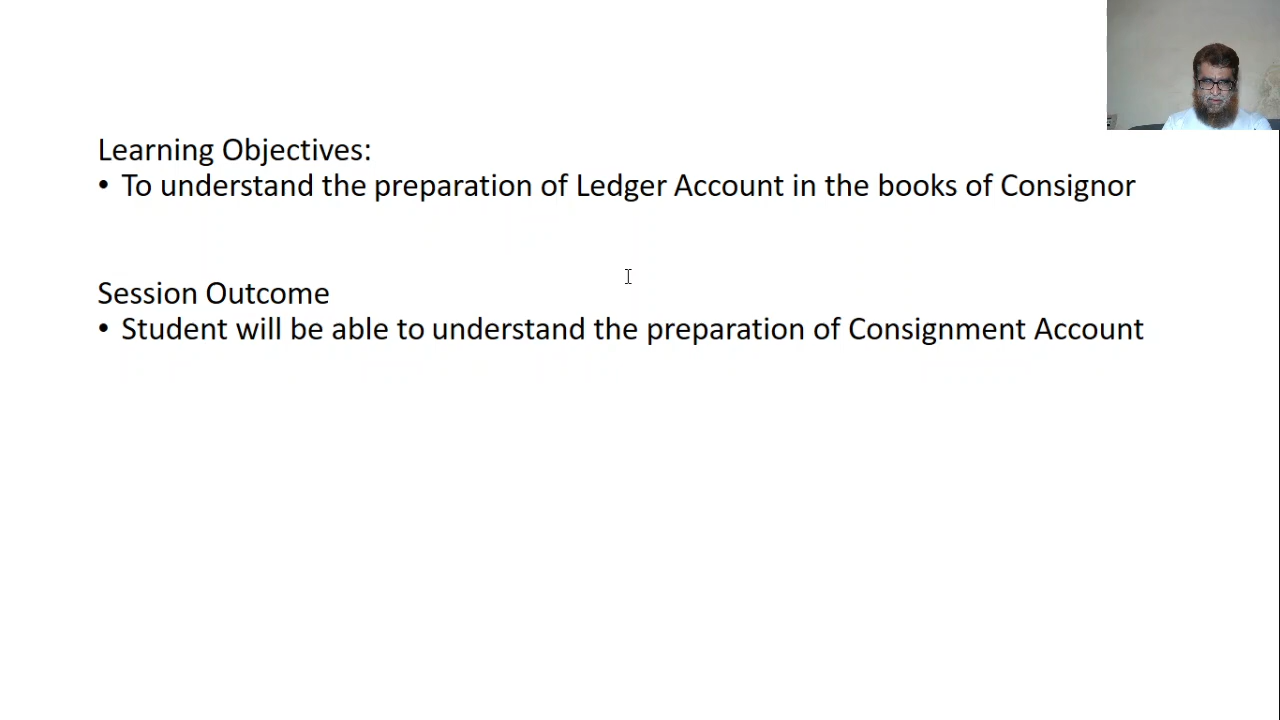 Learning Objectives:
• To understand the preparation of Ledger Account in the books of Consignor
Session Outcome
• Student will be able to understand the preparation of Consignment Account